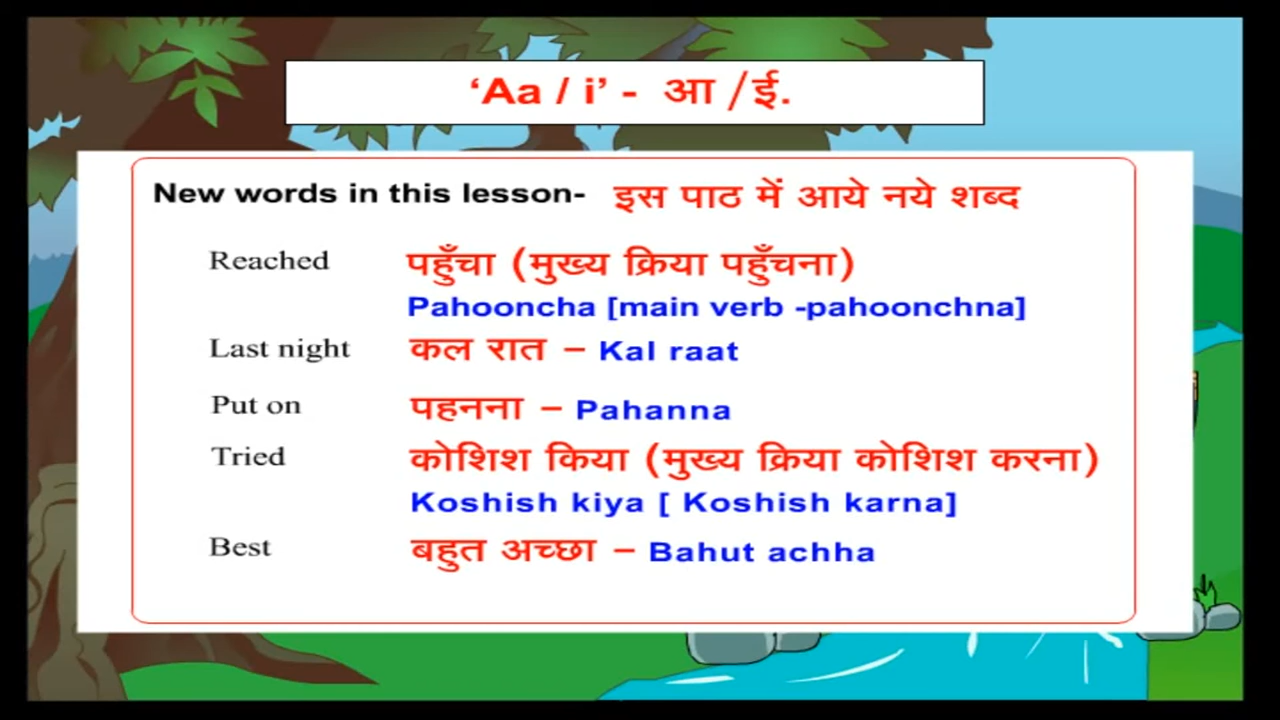 ‘Aa / i’ - आ /ई.
New words in this lesson- इस पाठ में आये नये शब्द
Reached पहुँचा (मुख्य क्रिया पहुँचना)
Pahooncha [main verb -pahoonchna]
Last night कल रात – Kal raat
Put on पहनना – Pahanna
Tried कोशिश किया (मुख्य क्रिया कोशिश करना)
Koshish kiya [ Koshish karna]
Best बहुत अच्छा – Bahut achha